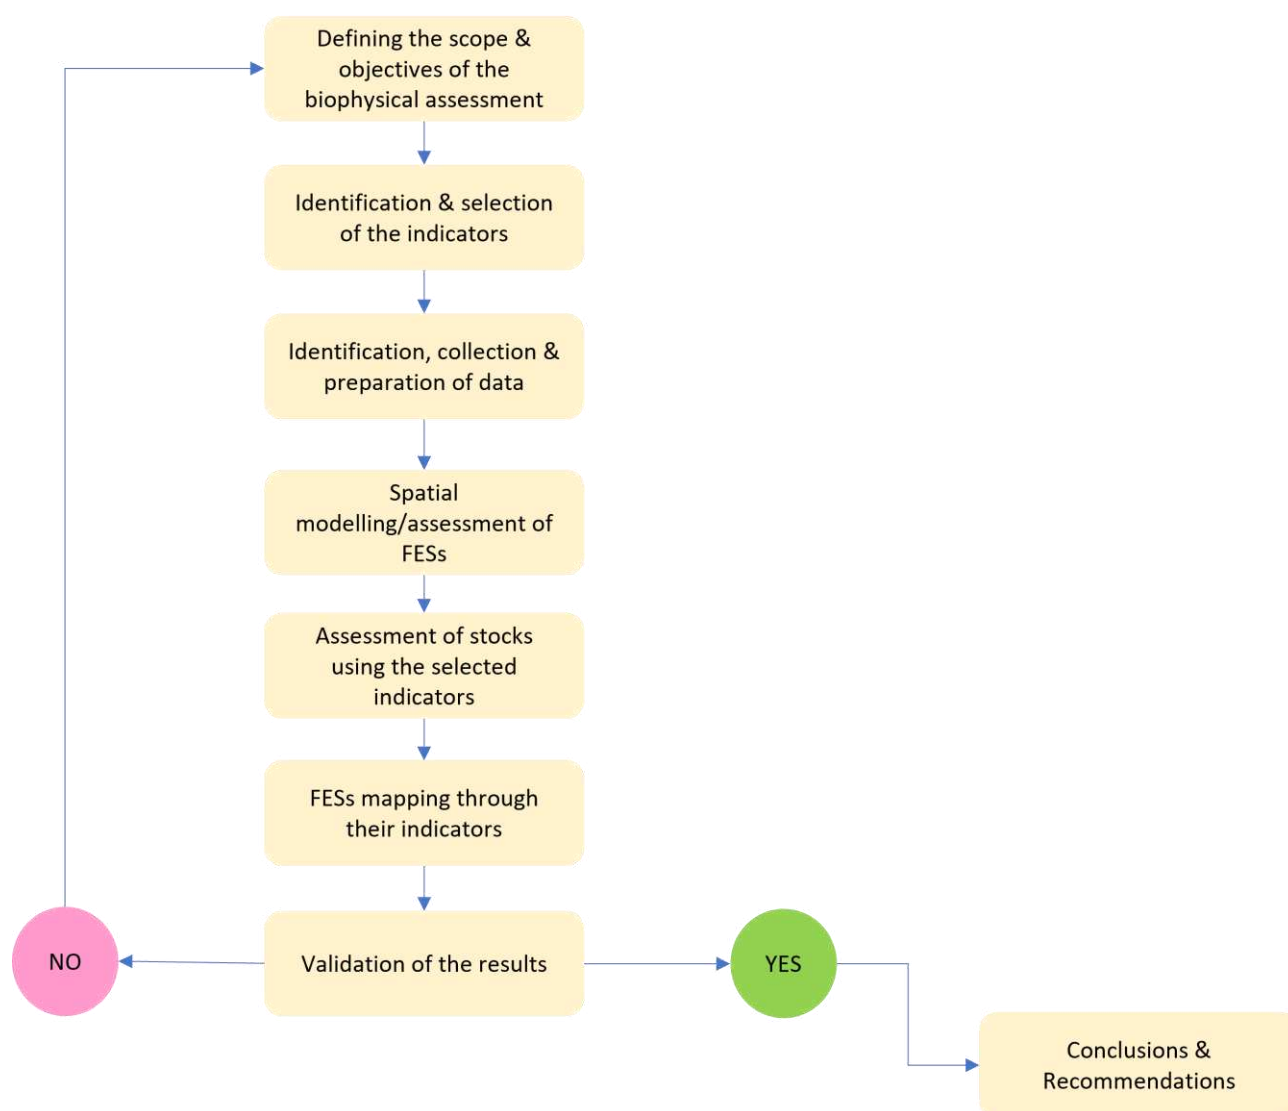 Defining the scope &
objectives of the
biophysical assessment
Identification & selection
of the indicators
Identification, collection &
preparation of data
Spatial
modelling/assessment of
FESs
Assessment of stocks
using the selected
indicators
FESs mapping through
their indicators
NO
Validation of the results
YES
Conclusions &
Recommendations